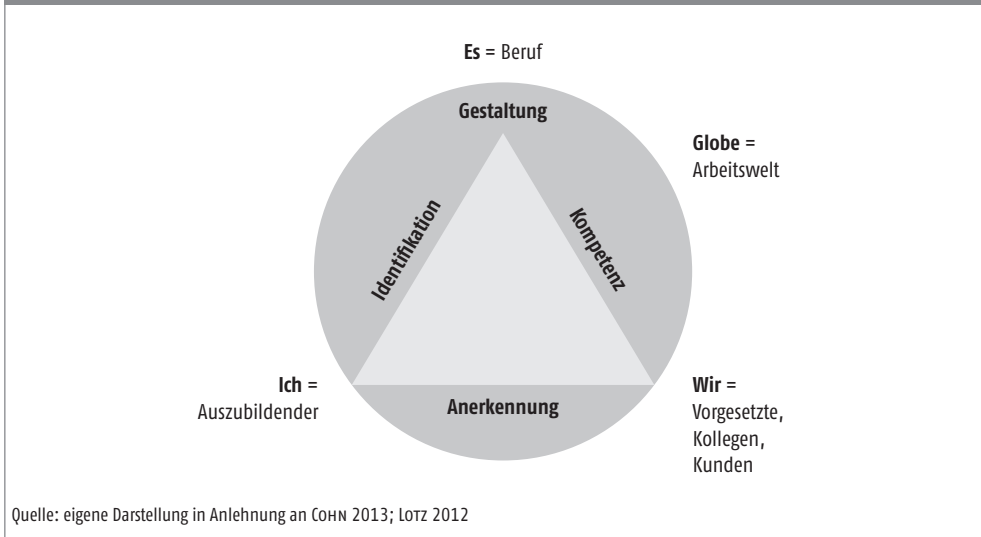 Es = Beruf
Gestaltung
Globe =
Arbeitswelt
Identifikation
Kompetenz
Ich =
Auszubildender
Anerkennung
Wir =
Vorgesetzte,
Kollegen,
Kunden
Quelle: eigene Darstellung in Anlehnung an COHN 2013; LOTZ 2012